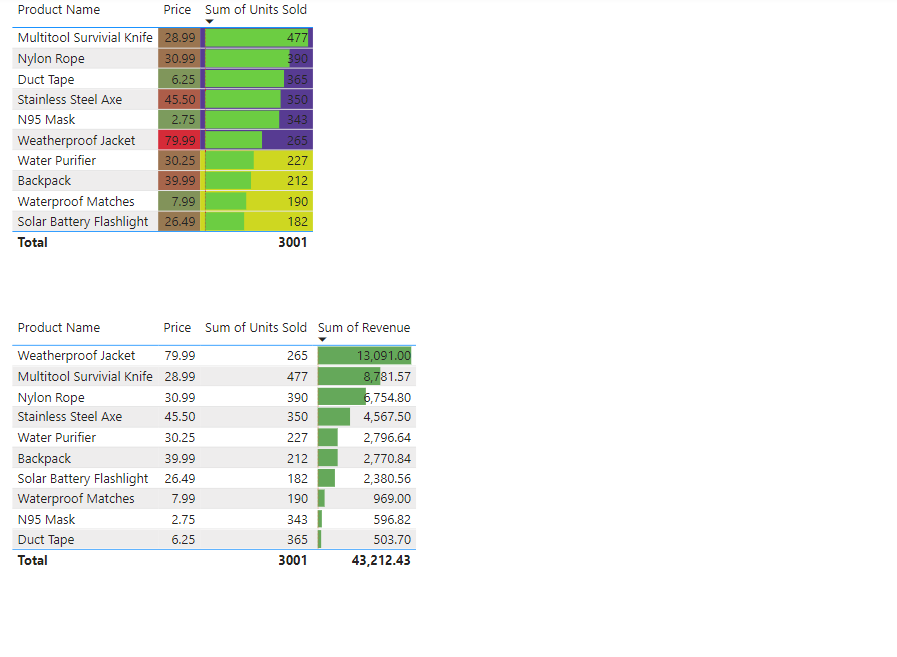 Product Name Price Sum of Units Sold
Multitool Survivial Knife 28.99 477
Nylon Rope 30.99 390
Duct Tape 6.25 365
Stainless Steel Axe 45.50 350
N95 Mask 2.75 343
Weatherproof Jacket 79.99 265
Water Purifier 30.25 227
Backpack 39.99 212
Waterproof Matches 7.99 190
Solar Battery Flashlight 26.49 182
Total 3001
Product Name Price Sum of Units Sold Sum of Revenue
Weatherproof Jacket 79.99 265 13,091.00
Multitool Survivial Knife 28.99 477 8,781.57
Nylon Rope 30.99 390 6,754.80
Stainless Steel Axe 45.50 350 4,567.50
Water Purifier 30.25 227 2,796.64
Backpack 39.99 212 2,770.84
Solar Battery Flashlight 26.49 182 2,380.56
Waterproof Matches 7.99 190 969.00
N95 Mask 2.75 343 596.82
Duct Tape 6.25 365 503.70
Total 3001 43,212.43